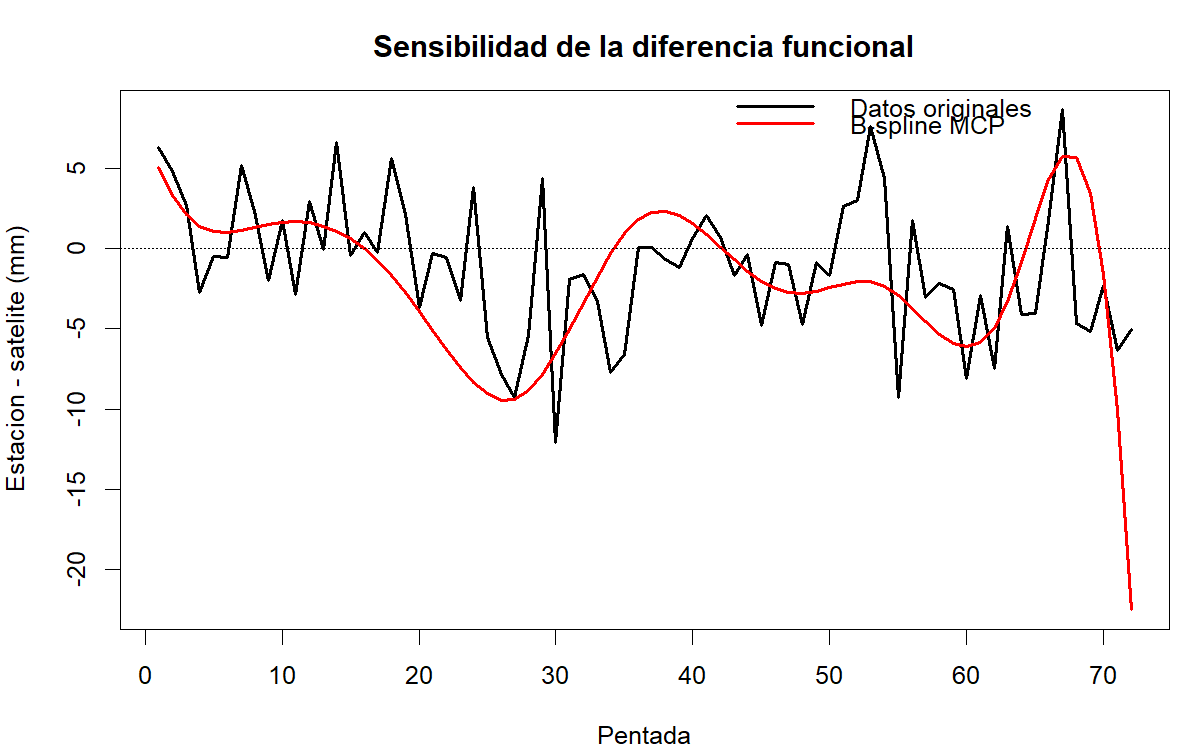 Sensibilidad de la diferencia funcional
Datos originales
B-spline MCP
Estacion - satelite (mm)
5
0
-5
-10
-15
-20
0 10 20 30 40 50 60 70
Pentada